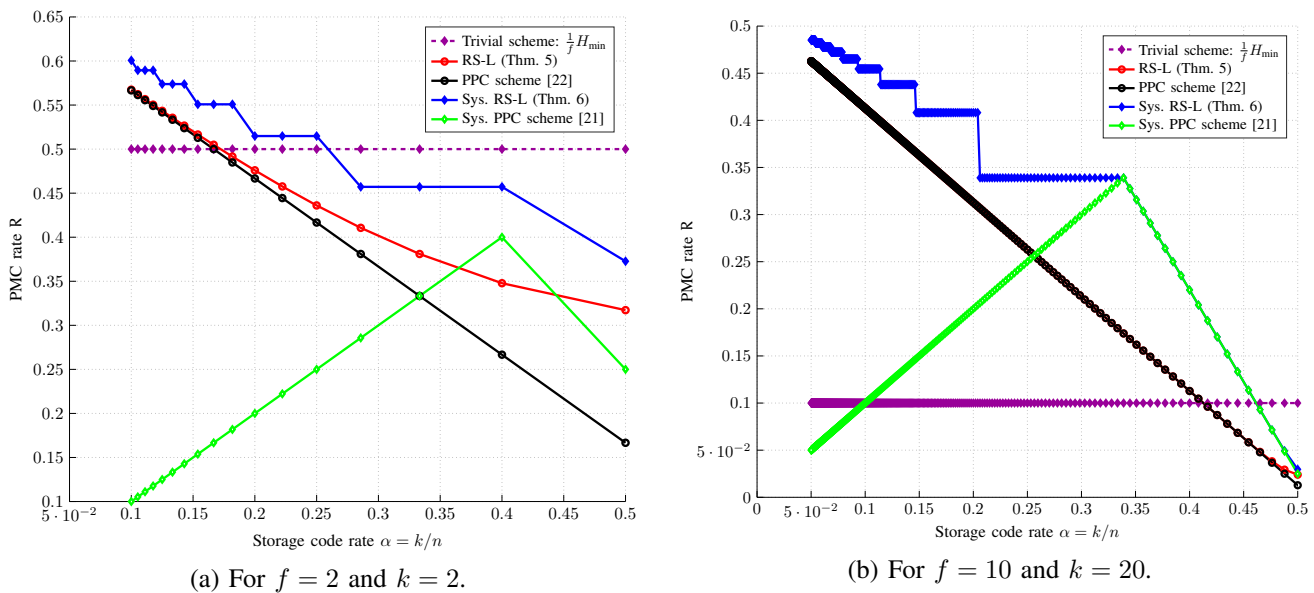 0.65
0.6
0.55
0.5
0.45
0.4
0.35
0.3
0.25
0.2
0.15
0.1
PMC rate R
Trivial scheme: 1/f H_min
RS-L (Thm. 5)
PPC scheme [22]
Sys. RS-L (Thm. 6)
Sys. PPC scheme [21]
5 · 10⁻² 0.1 0.15 0.2 0.25 0.3 0.35 0.4 0.45 0.5
Storage code rate α = k/n
(a) For f = 2 and k = 2.
0.5
0.45
0.4
0.35
0.3
0.25
0.2
0.15
0.1
5 · 10⁻²
0
PMC rate R
Trivial scheme: 1/f H_min
RS-L (Thm. 5)
PPC scheme [22]
Sys. RS-L (Thm. 6)
Sys. PPC scheme [21]
0 5 · 10⁻² 0.1 0.15 0.2 0.25 0.3 0.35 0.4 0.45 0.5
Storage code rate α = k/n
(b) For f = 10 and k = 20.